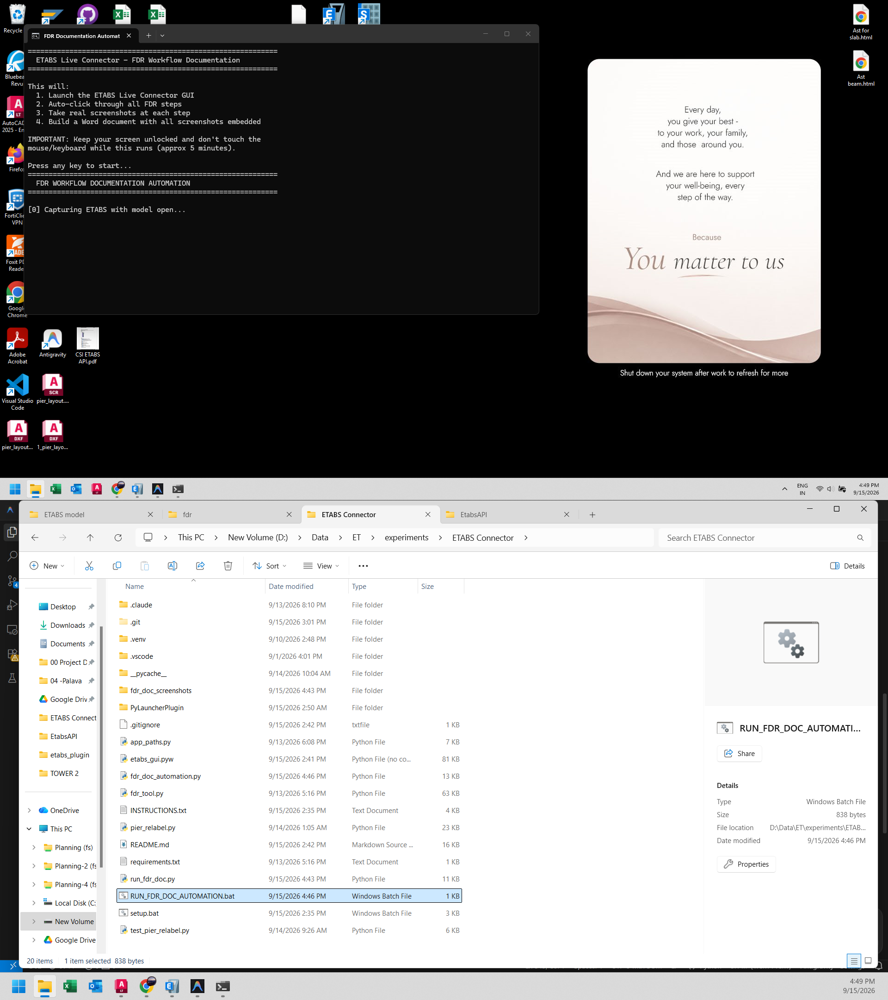 Recycle
Bluebea
Revu
AutoCAD
LT
2025 - En
Firefo
FortiClie
VPN
Foxit PD
Reade
Googl
Chrome
Adobe
Acrobat
Antigravity
CSI ETABS
API.pdf
Visual Studio
Code
SCR
pier_layout....
DXF
pier_layout...
DXF
1_pier_layo...
Ast for
slab.html
Ast
beam.html
FDR Documentation Automat
============================================================
ETABS Live Connector - FDR Workflow Documentation
============================================================
This will:
1. Launch the ETABS Live Connector GUI
2. Auto-click through all FDR steps
3. Take real screenshots at each step
4. Build a Word document with all screenshots embedded
IMPORTANT: Keep your screen unlocked and don't touch the
mouse/keyboard while this runs (approx 5 minutes).
Press any key to start...
============================================================
FDR WORKFLOW DOCUMENTATION AUTOMATION
============================================================
[0] Capturing ETABS with model open...
Every day,
you give your best -
to your work, your family,
and those around you.
And we are here to support
your well-being, every
step of the way.
Because
You matter to us
Shut down your system after work to refresh for more
ENG
IN
4:49 PM
9/15/2026
ETABS model
fdr
ETABS Connector
EtabsAPI
This PC > New Volume (D:) > Data > ET > experiments > ETABS Connector >
Search ETABS Connector
New
Sort
View
Details
4
Desktop
Downloads
Documents
00 Project D
04 -Palava
Google Driv
ETABS Connect
EtabsAPI
etabs_plugin
TOWER 2
OneDrive
This PC
Planning (fs)
Planning-2 (fs
Planning-4 (fs
Local Disk (C:
New Volume
Google Drive
Name Date modified Type Size
.claude 9/13/2026 8:10 PM File folder
.git 9/15/2026 3:01 PM File folder
.venv 9/10/2026 2:48 PM File folder
.vscode 9/1/2026 4:01 PM File folder
__pycache__ 9/14/2026 10:04 AM File folder
fdr_doc_screenshots 9/15/2026 4:43 PM File folder
PyLauncherPlugin 9/15/2026 2:50 AM File folder
.gitignore 9/15/2026 2:42 PM txtfile 1 KB
app_paths.py 9/13/2026 6:08 PM Python File 7 KB
etabs_gui.pyw 9/15/2026 2:41 PM Python File (no co... 81 KB
fdr_doc_automation.py 9/15/2026 4:46 PM Python File 13 KB
fdr_tool.py 9/13/2026 5:16 PM Python File 63 KB
INSTRUCTIONS.txt 9/15/2026 2:35 PM Text Document 4 KB
pier_relabel.py 9/14/2026 1:05 AM Python File 23 KB
README.md 9/15/2026 2:42 PM Markdown Source ... 16 KB
requirements.txt 9/13/2026 5:16 PM Text Document 1 KB
run_fdr_doc.py 9/15/2026 4:43 PM Python File 11 KB
RUN_FDR_DOC_AUTOMATION.bat 9/15/2026 4:46 PM Windows Batch File 1 KB
setup.bat 9/15/2026 2:35 PM Windows Batch File 3 KB
test_pier_relabel.py 9/14/2026 9:26 AM Python File 6 KB
RUN_FDR_DOC_AUTOMATI...
Share
Details
Type Windows Batch File
Size 838 bytes
File location D:\Data\ET\experiments\ETAB...
Date modified 9/15/2026 4:46 PM
Properties
20 items 1 item selected 838 bytes
4:49 PM
9/15/2026